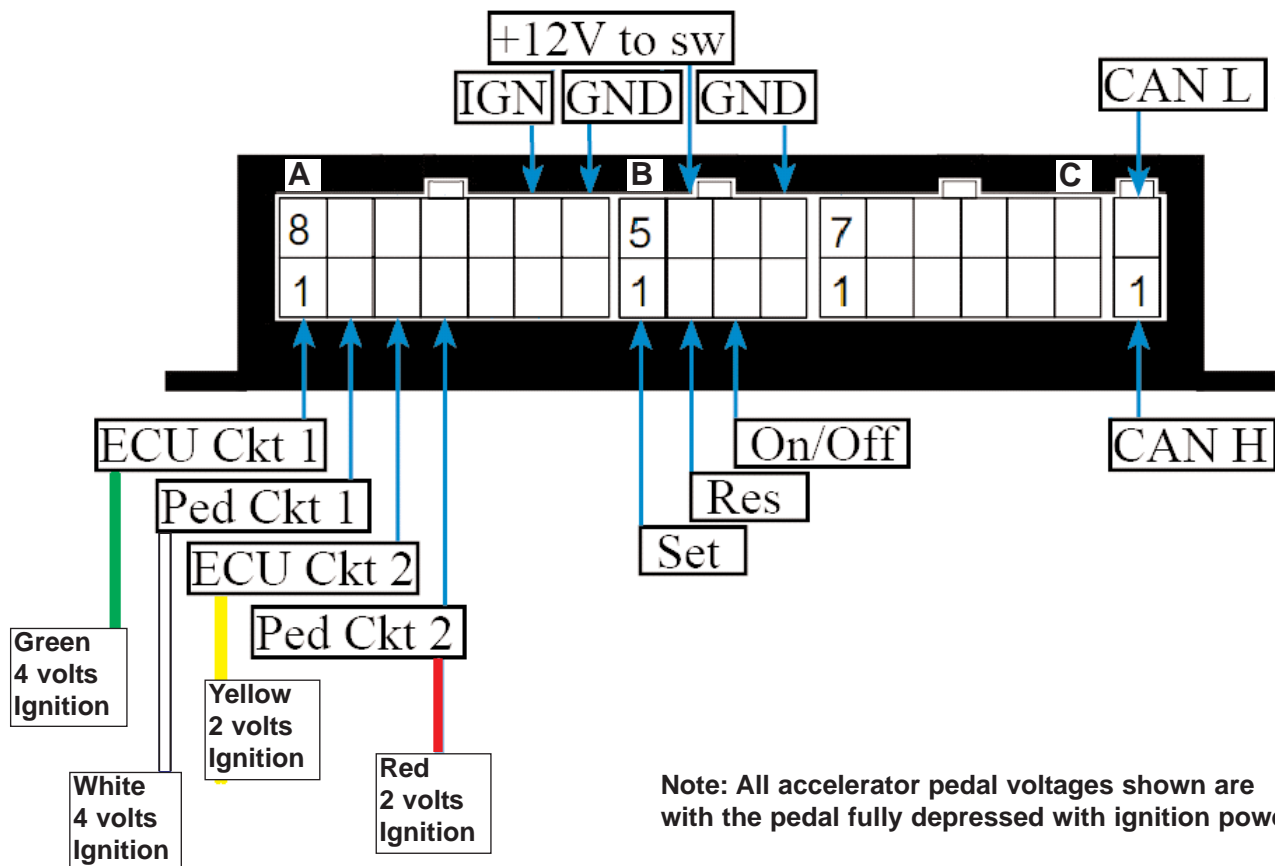 +12V to sw
IGN
GND
GND
CAN L
A
B
C
8
5
7
1
1
1
1
ECU Ckt 1
On/Off
CAN H
Ped Ckt 1
Res
Set
ECU Ckt 2
Ped Ckt 2
Green
4 volts
Ignition
Yellow
2 volts
Ignition
Red
2 volts
Ignition
White
4 volts
Ignition
Note: All accelerator pedal voltages shown are
with the pedal fully depressed with ignition